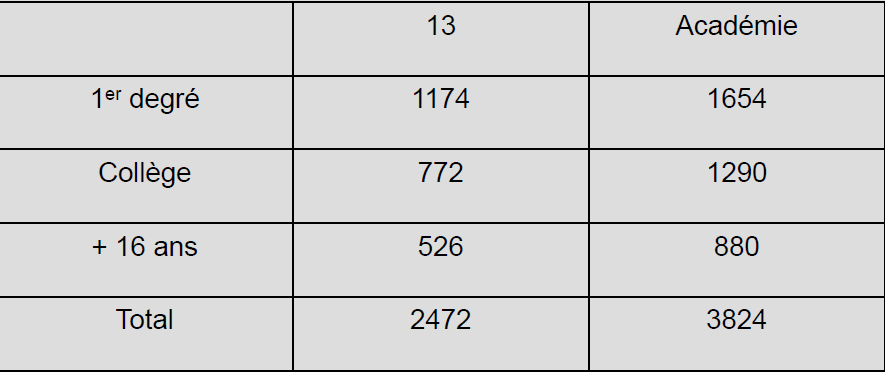 13 Académie
1er degré 1174 1654
Collège 772 1290
+ 16 ans 526 880
Total 2472 3824